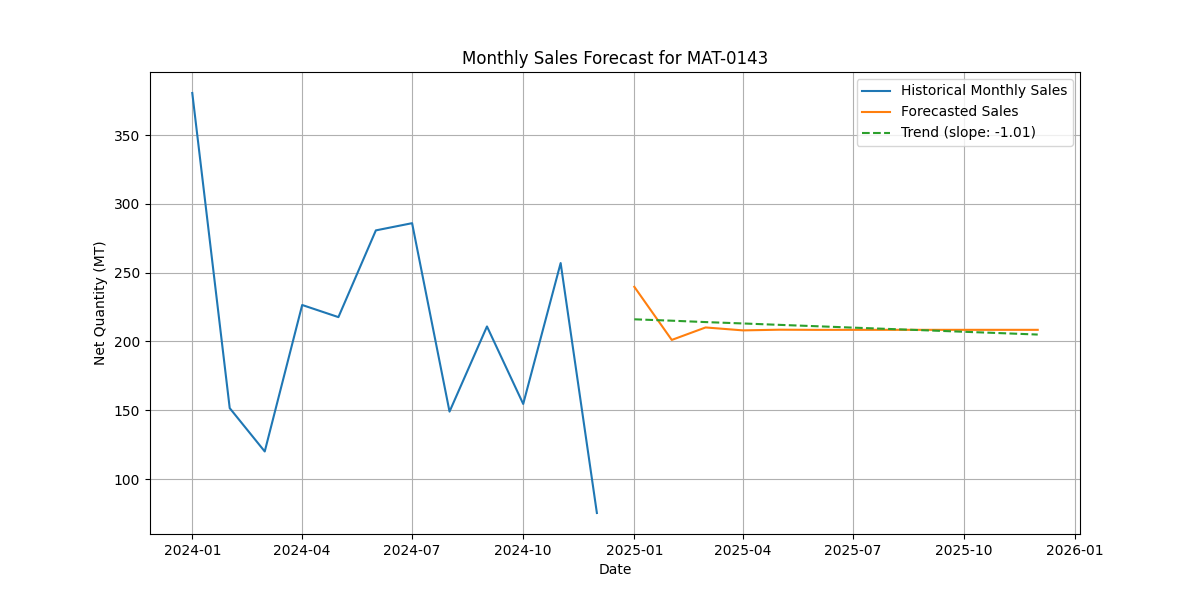 Monthly Sales Forecast for MAT-0143
Historical Monthly Sales
Forecasted Sales
Trend (slope: -1.01)
Net Quantity (MT)
350
300
250
200
150
100
2024-01 2024-04 2024-07 2024-10 2025-01 2025-04 2025-07 2025-10 2026-01
Date